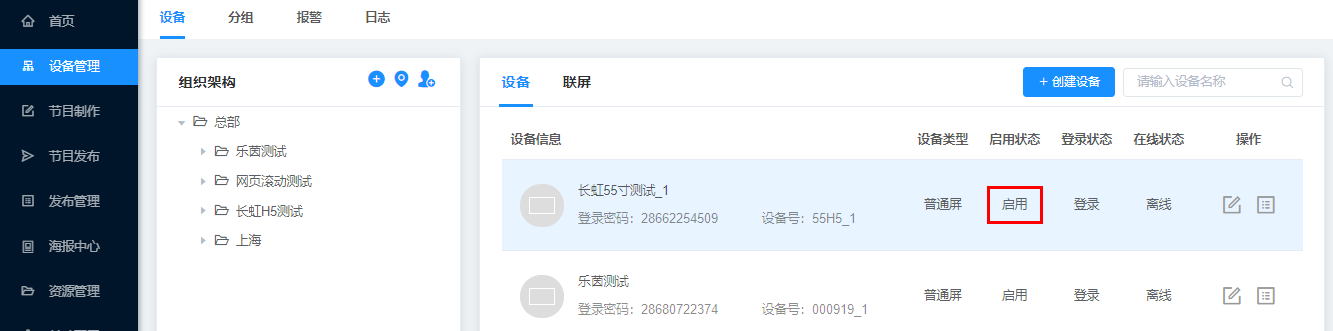 首页
设备管理
节目制作
节目发布
发布管理
海报中心
资源管理
设备 分组 报警 日志
组织架构
总部
乐茵测试
网页滚动测试
长虹H5测试
上海
设备 联屏 + 创建设备 请输入设备名称
设备信息 设备类型 启用状态 登录状态 在线状态 操作
长虹55寸测试_1
登录密码：28662254509 设备号：55H5_1 普通屏 启用 登录 离线
乐茵测试
登录密码：28680722374 设备号：000919_1 普通屏 启用 登录 离线